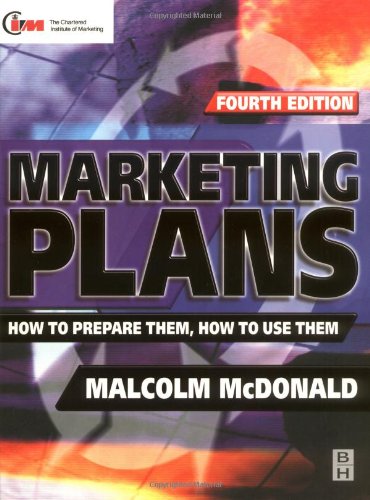 CIM
The Chartered
Institute of Marketing
FOURTH EDITION
MARKETING
PLANS
HOW TO PREPARE THEM, HOW TO USE THEM
MALCOLM McDONALD
B
H